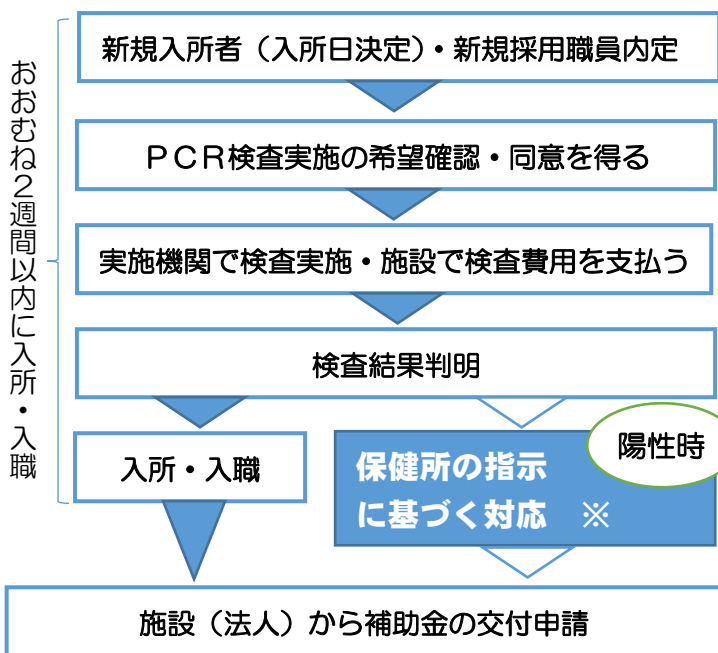 おおむね２週間以内に入所・入職
新規入所者（入所日決定）・新規採用職員内定
ＰＣＲ検査実施の希望確認・同意を得る
実施機関で検査実施・施設で検査費用を支払う
検査結果判明
入所・入職
陽性時
保健所の指示
に基づく対応　※
施設（法人）から補助金の交付申請